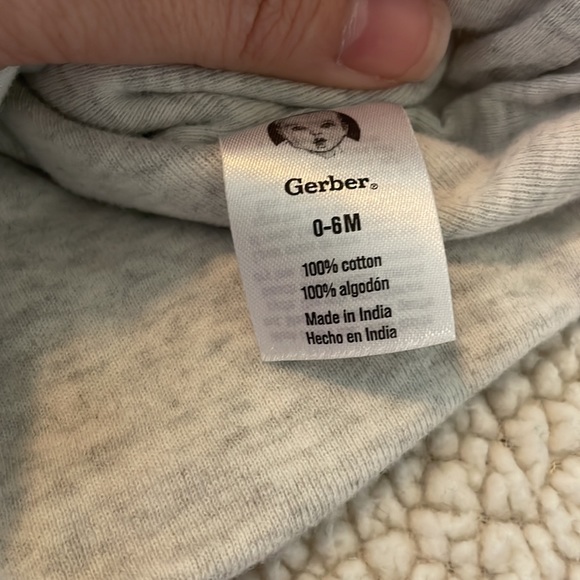 Gerber®
0-6M
100% cotton
100% algodón
Made in India
Hecho en India